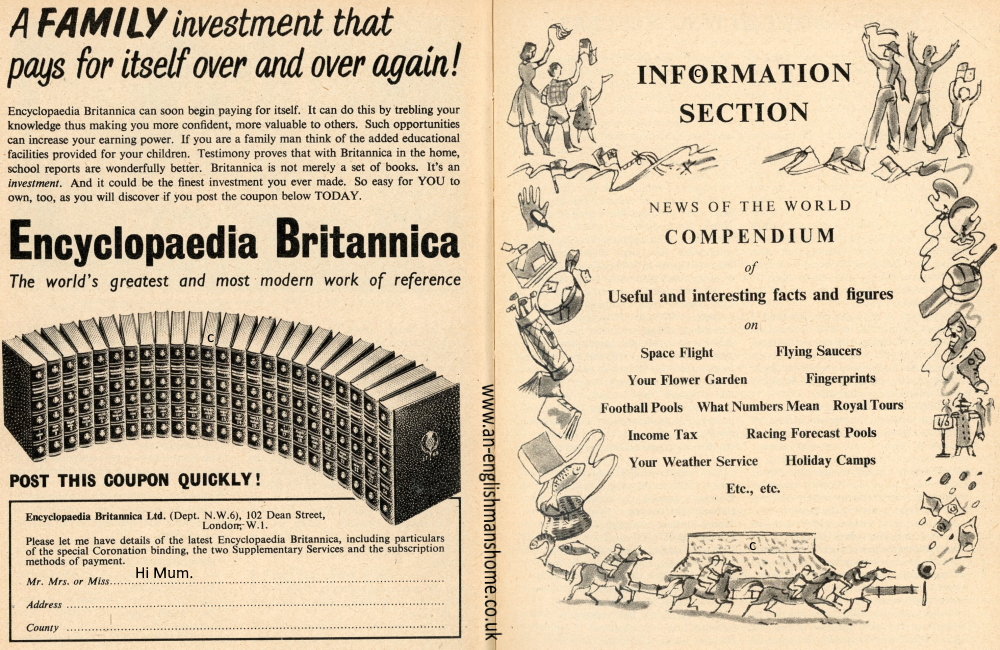 A FAMILY investment that
pays for itself over and over again!
Encyclopaedia Britannica can soon begin paying for itself. It can do this by trebling your
knowledge thus making you more confident, more valuable to others. Such opportunities
can increase your earning power. If you are a family man think of the added educational
facilities provided for your children. Testimony proves that with Britannica in the home,
school reports are wonderfully better. Britannica is not merely a set of books. It's an
investment. And it could be the finest investment you ever made. So easy for YOU to
own, too, as you will discover if you post the coupon below TODAY.
Encyclopaedia Britannica
The world's greatest and most modern work of reference
C
POST THIS COUPON QUICKLY!
Encyclopaedia Britannica Ltd. (Dept. N.W.6), 102 Dean Street,
London, W.1.
Please let me have details of the latest Encyclopaedia Britannica, including particulars
of the special Coronation binding, the two Supplementary Services and the subscription
methods of payment.
Hi Mum.
Mr. Mrs. or Miss
Address
County
www.an-englishmanshome.co.uk
INFORMATION
C
SECTION
NEWS OF THE WORLD
COMPENDIUM
of
Useful and interesting facts and figures
on
Space Flight Flying Saucers
Your Flower Garden Fingerprints
Football Pools What Numbers Mean Royal Tours
Income Tax Racing Forecast Pools
Your Weather Service Holiday Camps
Etc., etc.
C